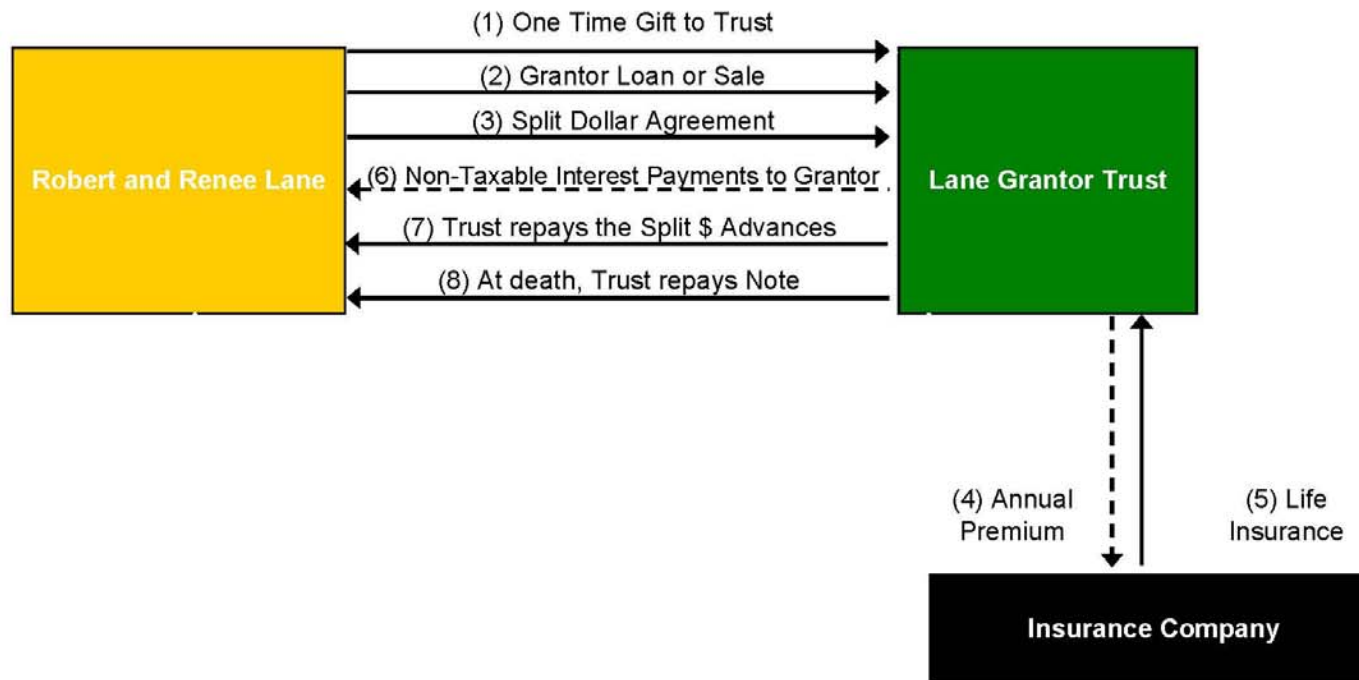 (1) One Time Gift to Trust
(2) Grantor Loan or Sale
(3) Split Dollar Agreement
Robert and Renee Lane
(6) Non-Taxable Interest Payments to Grantor
Lane Grantor Trust
(7) Trust repays the Split $ Advances
(8) At death, Trust repays Note
(4) Annual
Premium
(5) Life
Insurance
Insurance Company